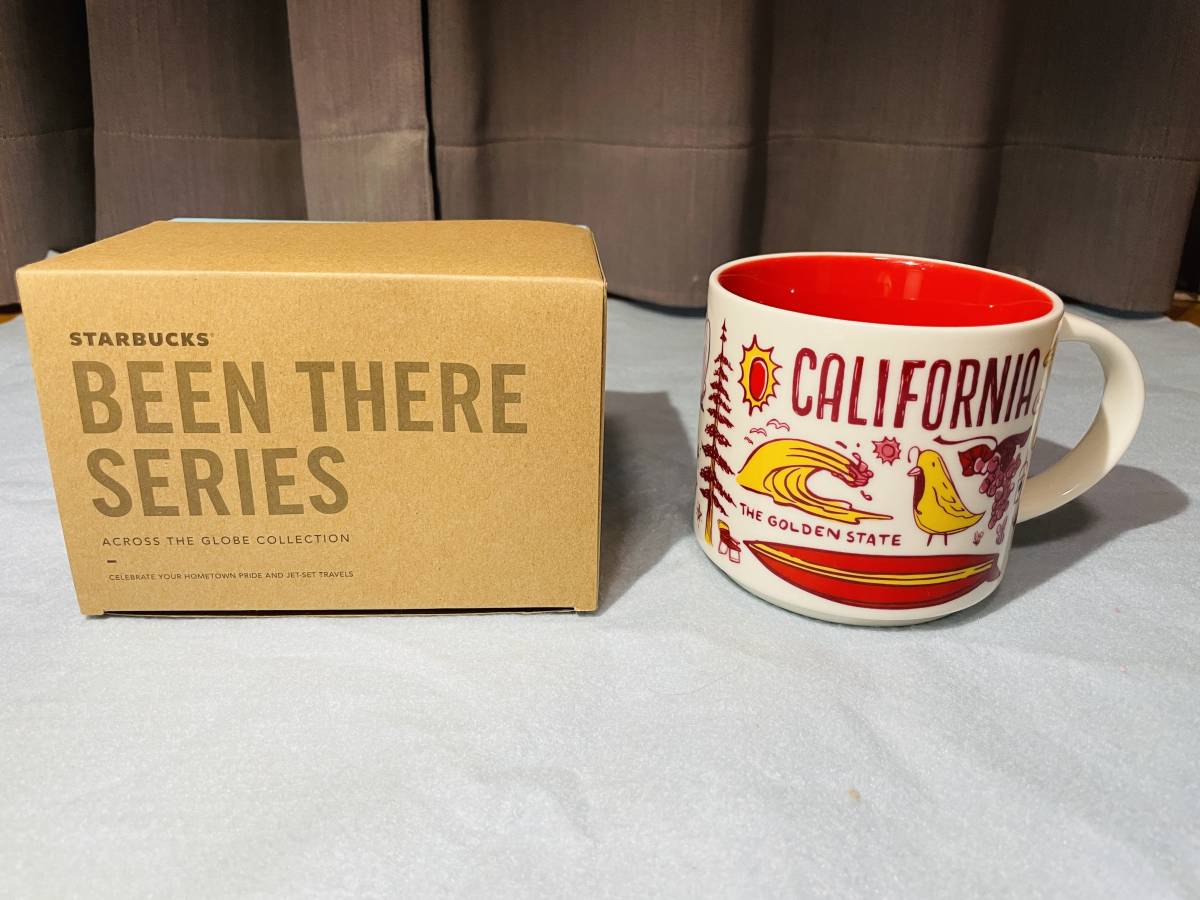 STARBUCKS®
BEEN THERE
SERIES
ACROSS THE GLOBE COLLECTION
CELEBRATE YOUR HOMETOWN PRIDE AND JET-SET TRAVELS
CALIFORNIA
THE GOLDEN STATE